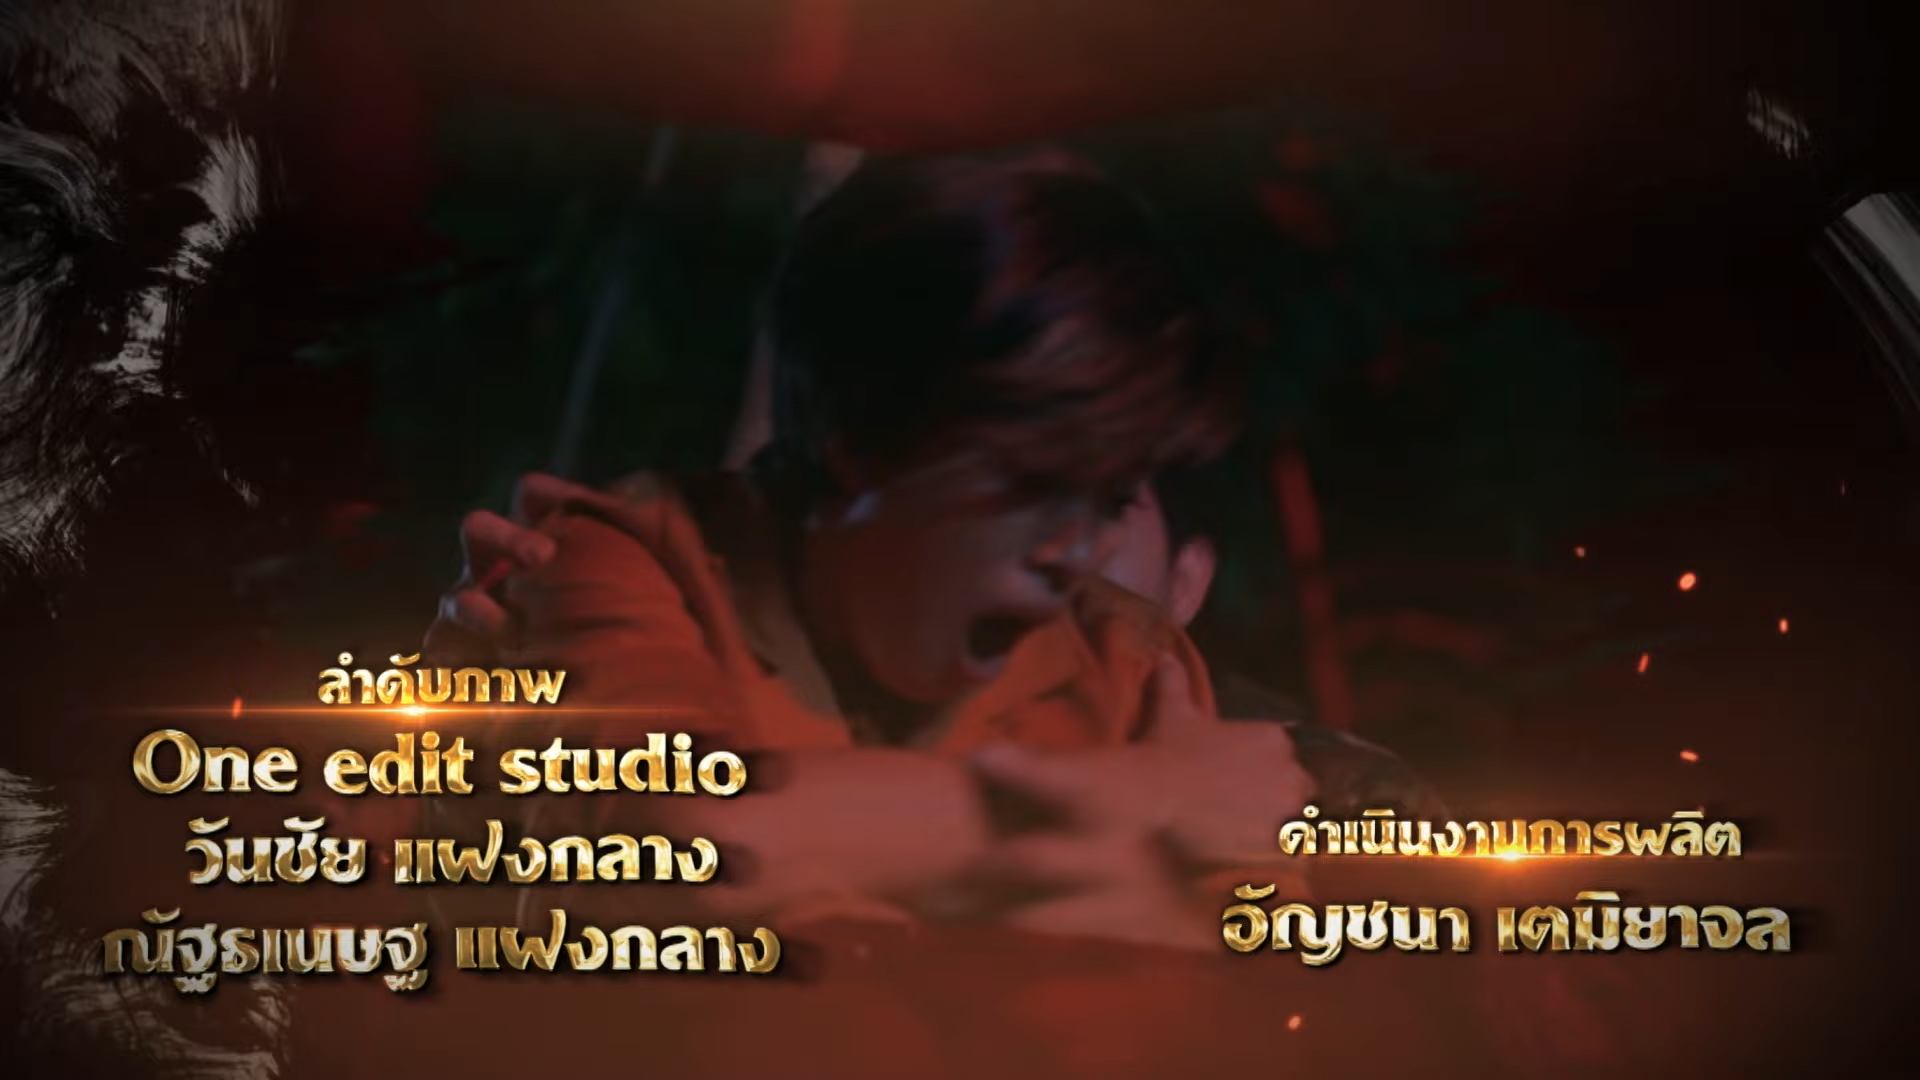 ลำดับภาพ
One edit studio
วันชัย แฝงกลาง
ณัฐธเนษฐ แฝงกลาง
ดำเนินงานการผลิต
อัญชนา เตมิยาจล